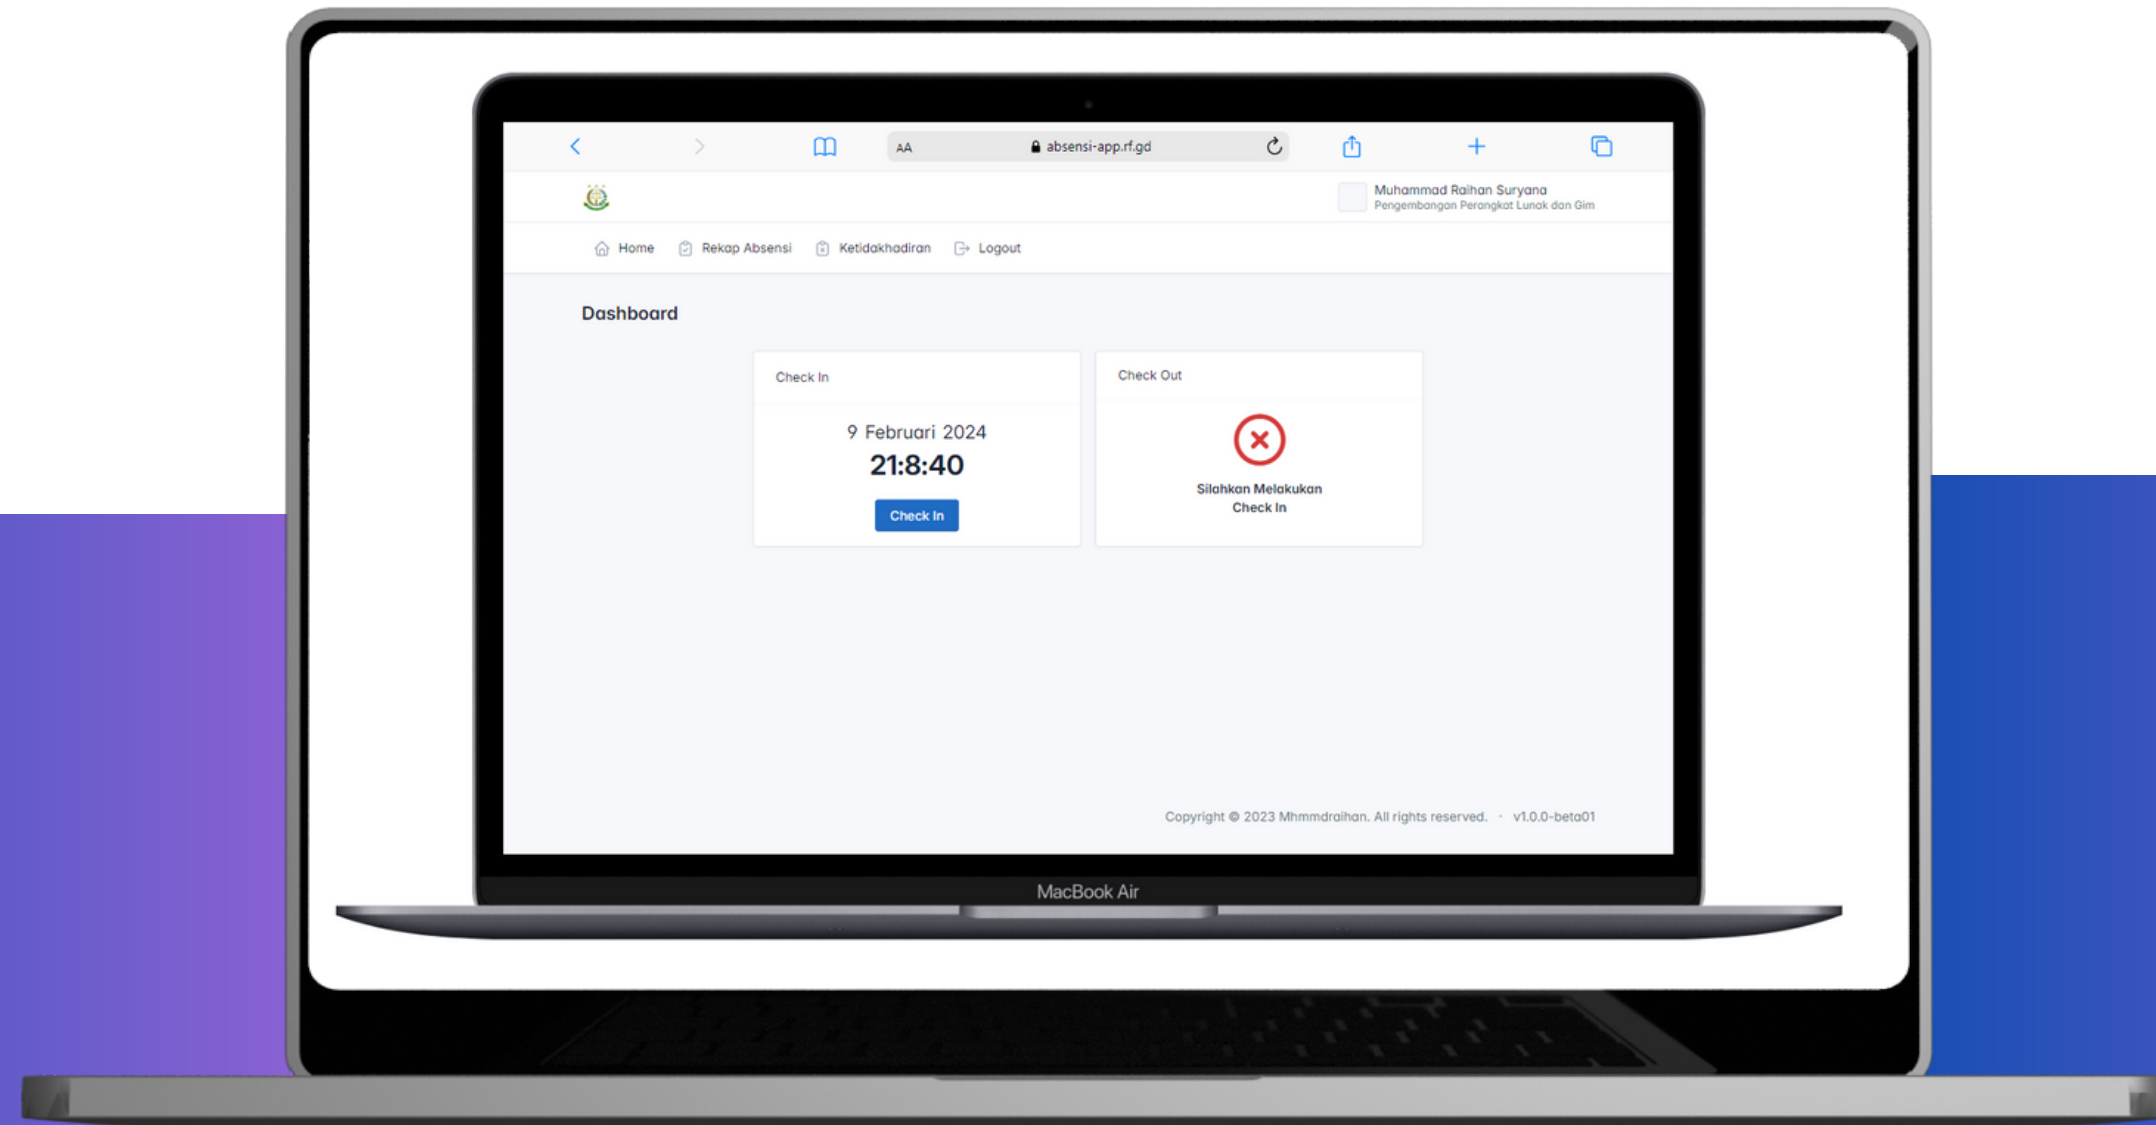 AA
absensi-app.rf.gd
Muhammad Raihan Suryana
Pengembangan Perangkat Lunak dan Gim
Home
Rekap Absensi
Ketidakhadiran
Logout
Dashboard
Check In
9 Februari 2024
21:8:40
Check In
Check Out
Silahkan Melakukan
Check In
Copyright © 2023 Mhmmdraihan. All rights reserved. · v1.0.0-beta01
MacBook Air